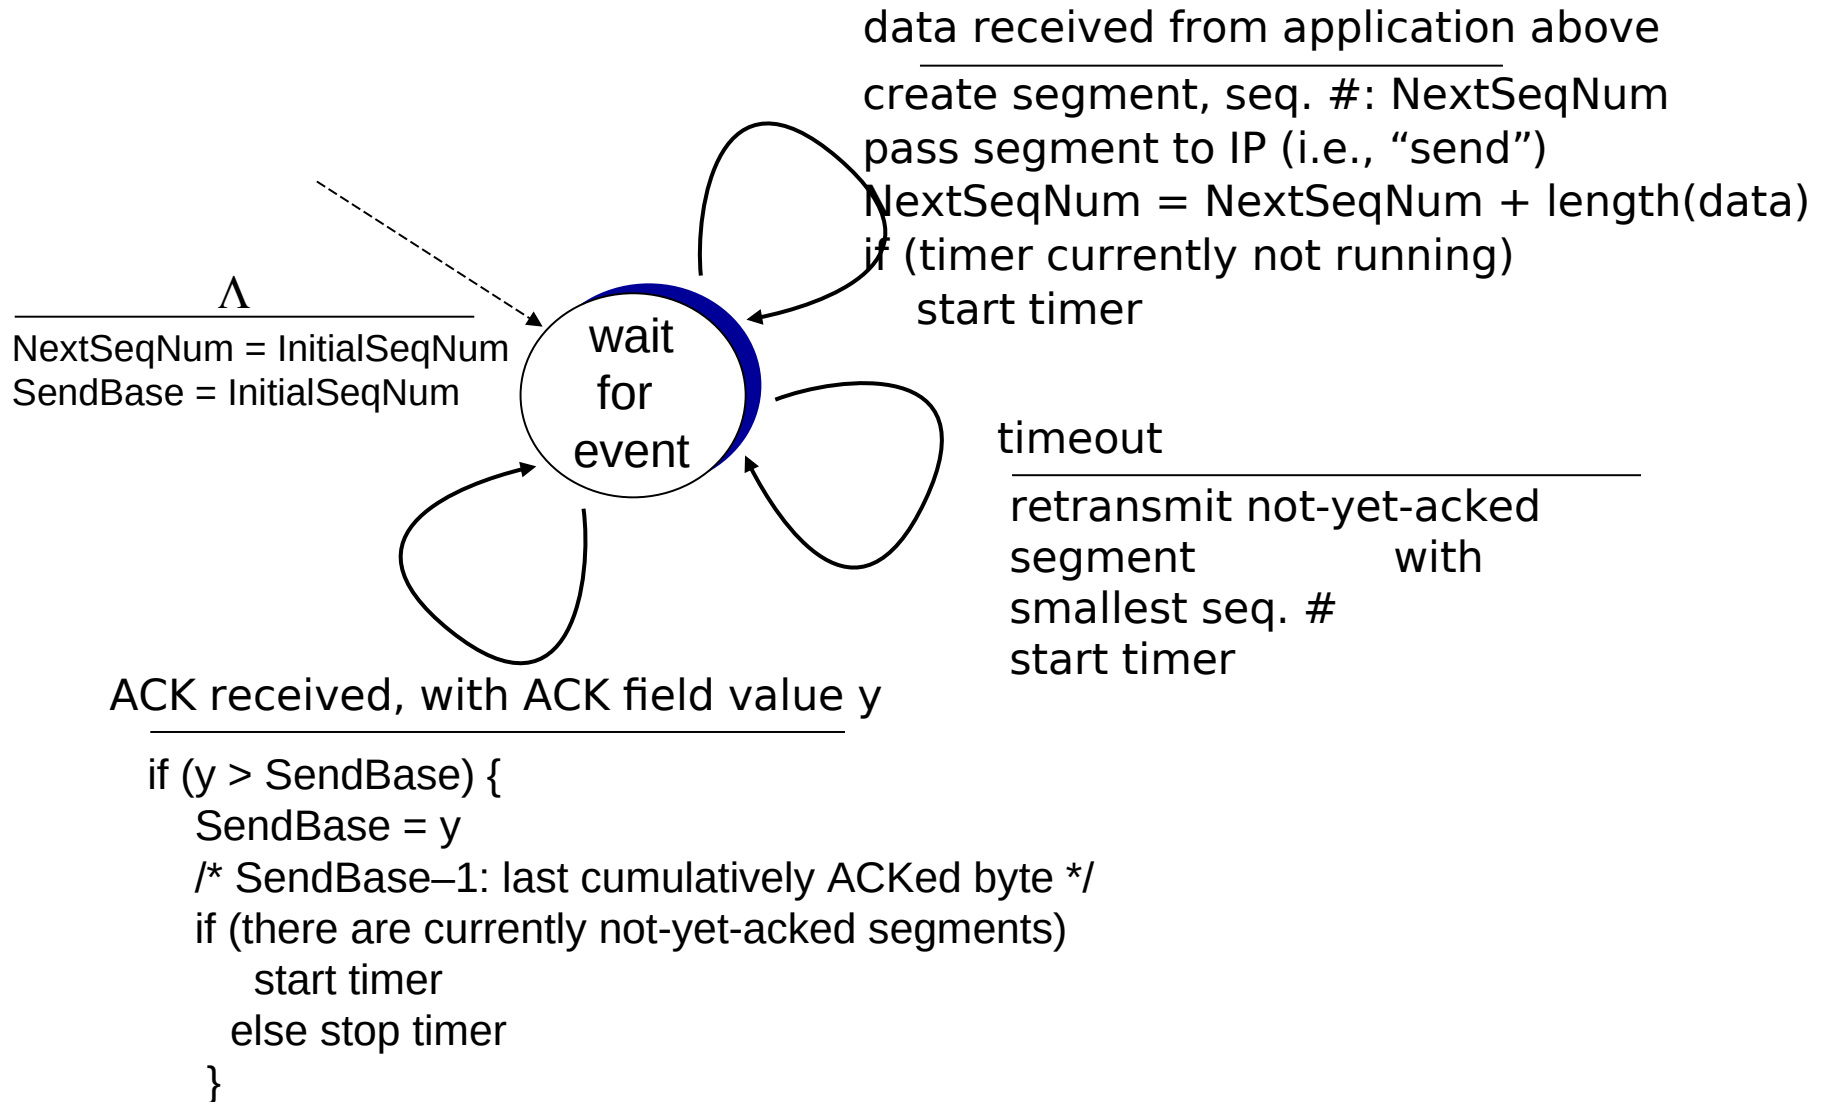 data received from application above
create segment, seq. #: NextSeqNum
pass segment to IP (i.e., “send”)
NextSeqNum = NextSeqNum + length(data)
if (timer currently not running)
start timer
Λ
NextSeqNum = InitialSeqNum
SendBase = InitialSeqNum
wait
for
event
timeout
retransmit not-yet-acked
segment with
smallest seq. #
start timer
ACK received, with ACK field value y
if (y > SendBase) {
SendBase = y
/* SendBase–1: last cumulatively ACKed byte */
if (there are currently not-yet-acked segments)
start timer
else stop timer
}